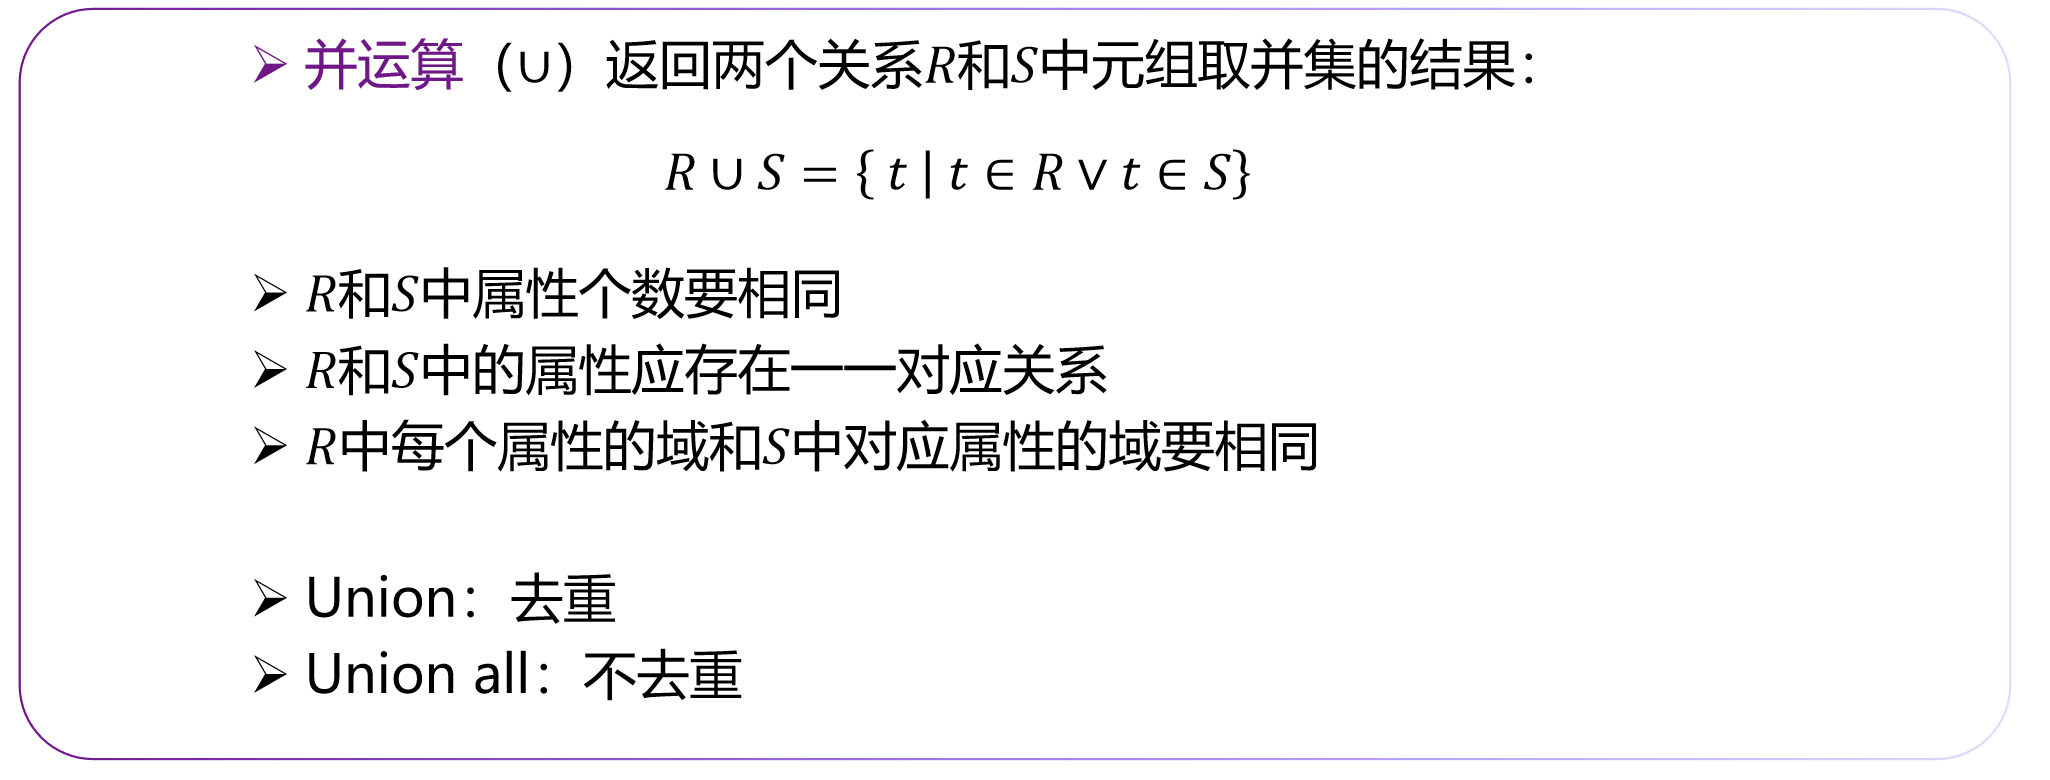 ➢ 并运算（∪）返回两个关系R和S中元组取并集的结果：
R ∪ S = { t | t ∈ R ∨ t ∈ S}
➢ R和S中属性个数要相同
➢ R和S中的属性应存在一一对应关系
➢ R中每个属性的域和S中对应属性的域要相同
➢ Union：去重
➢ Union all：不去重